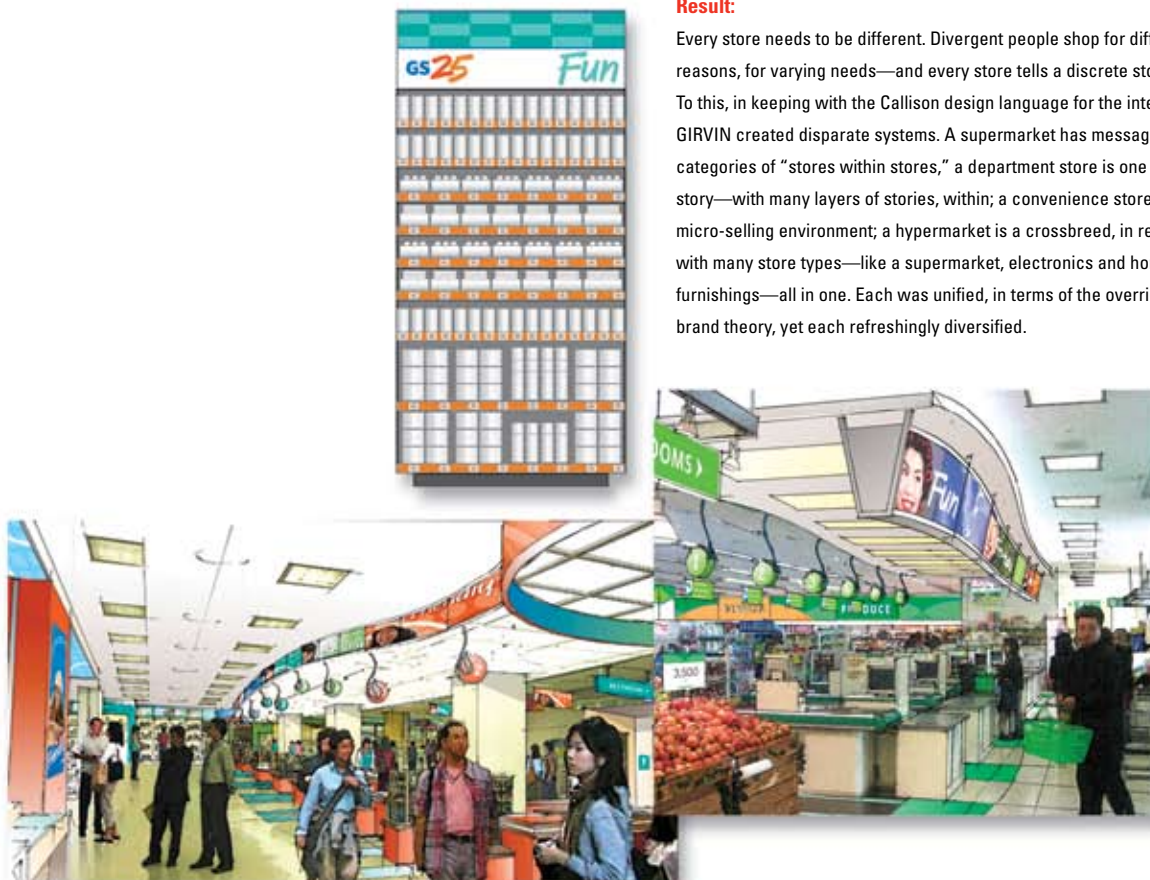 GS25 Fun
Result:
Every store needs to be different. Divergent people shop for diff
reasons, for varying needs—and every store tells a discrete sto
To this, in keeping with the Callison design language for the inte
GIRVIN created disparate systems. A supermarket has messag
categories of “stores within stores,” a department store is one
story—with many layers of stories, within; a convenience store
micro-selling environment; a hypermarket is a crossbreed, in re
with many store types—like a supermarket, electronics and ho
furnishings—all in one. Each was unified, in terms of the overri
brand theory, yet each refreshingly diversified.
OOMS >
Fun
PRODUCE
3,500